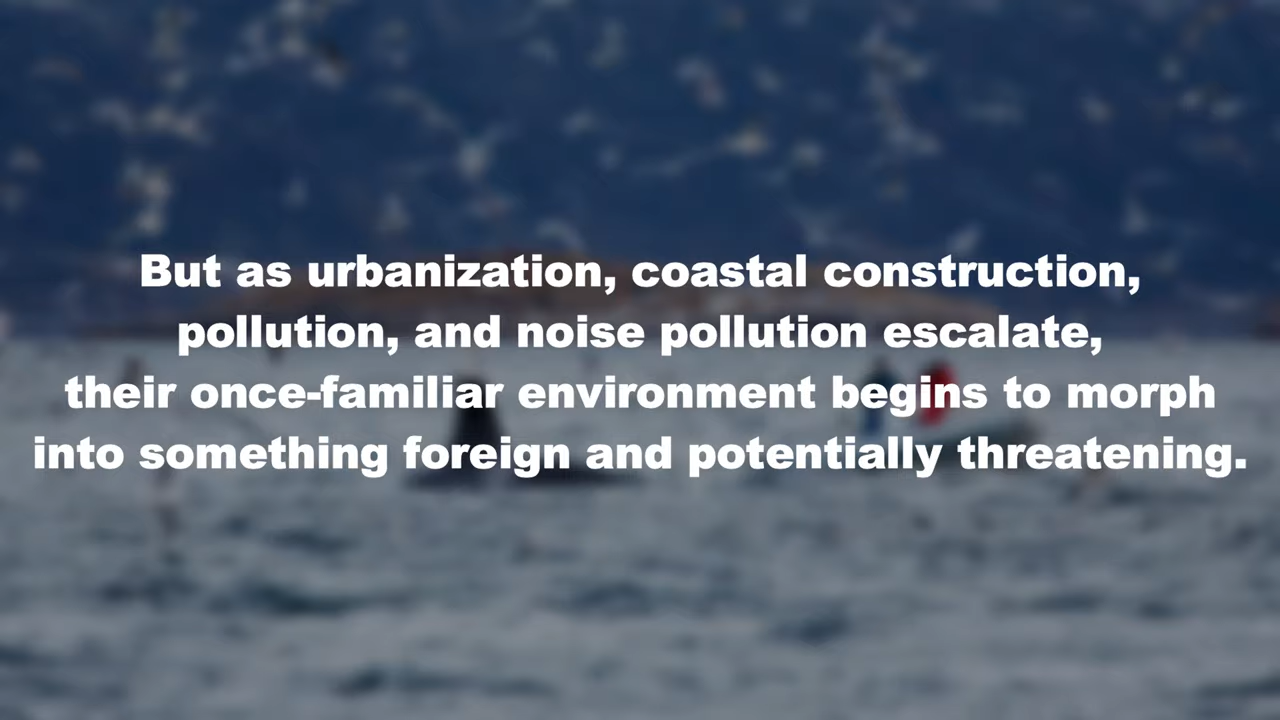 But as urbanization, coastal construction,
pollution, and noise pollution escalate,
their once-familiar environment begins to morph
into something foreign and potentially threatening.